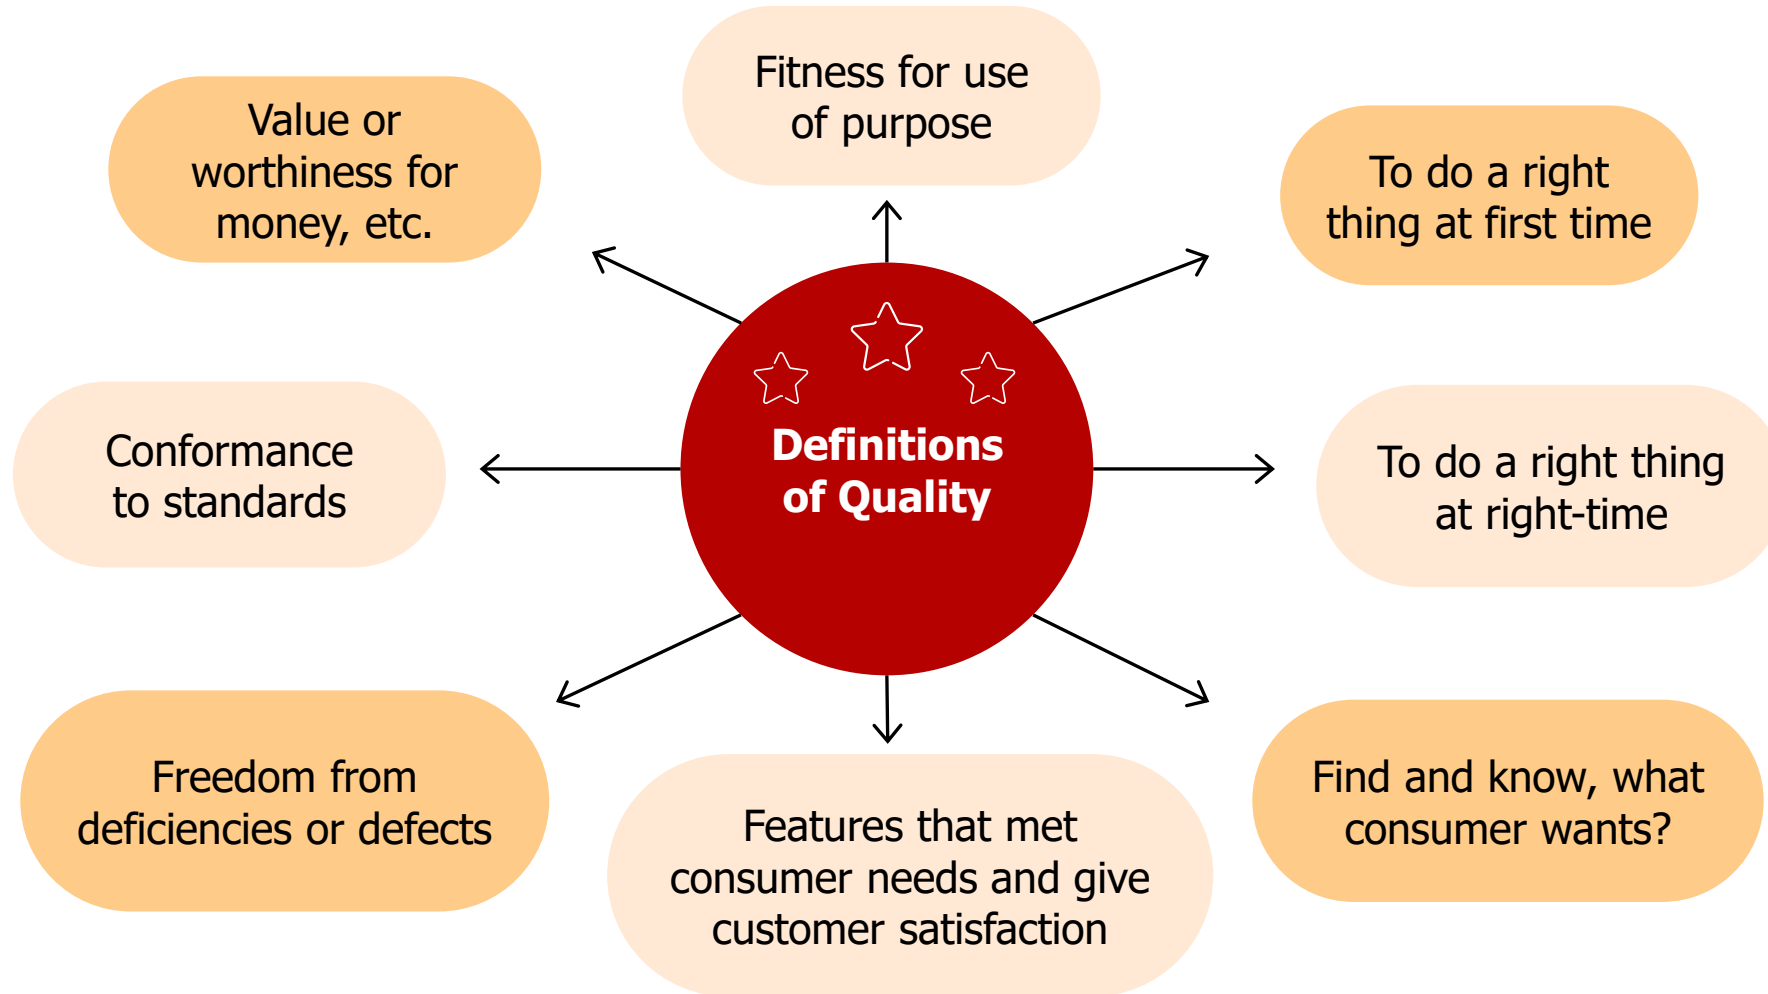 Fitness for use
of purpose
Value or
worthiness for
money, etc.
To do a right
thing at first time
Definitions
of Quality
Conformance
to standards
To do a right thing
at right-time
Freedom from
deficiencies or defects
Features that met
consumer needs and give
customer satisfaction
Find and know, what
consumer wants?